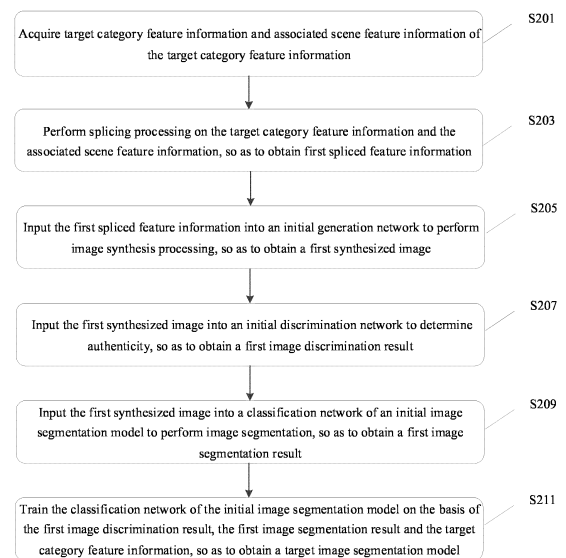 S201
Acquire target category feature information and associated scene feature information of
the target category feature information
S203
Perform splicing processing on the target category feature information and the
associated scene feature information, so as to obtain first spliced feature information
S205
Input the first spliced feature information into an initial generation network to perform
image synthesis processing, so as to obtain a first synthesized image
S207
Input the first synthesized image into an initial discrimination network to determine
authenticity, so as to obtain a first image discrimination result
S209
Input the first synthesized image into a classification network of an initial image
segmentation model to perform image segmentation, so as to obtain a first image
segmentation result
S211
Train the classification network of the initial image segmentation model on the basis of
the first image discrimination result, the first image segmentation result and the target
category feature information, so as to obtain a target image segmentation model